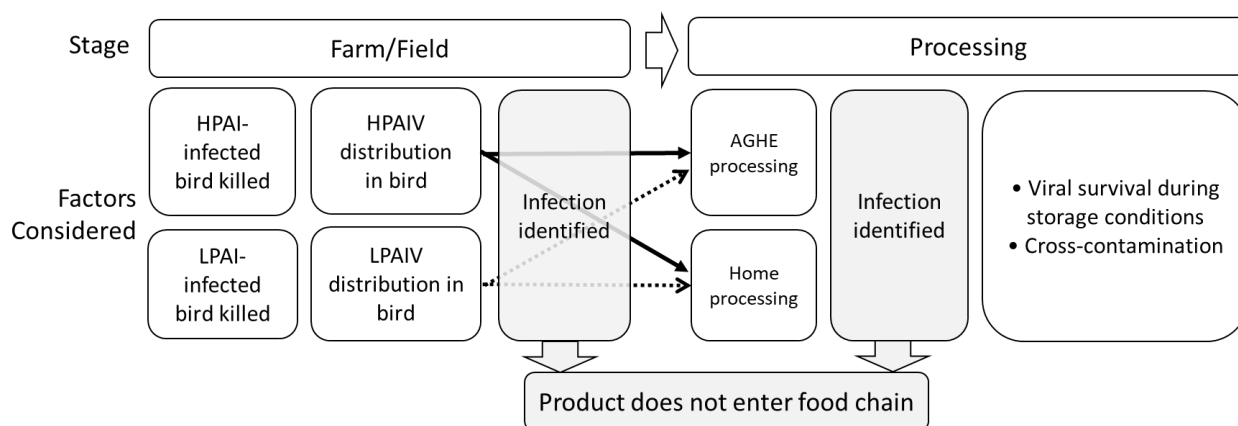 Stage
Farm/Field
Processing
Factors
Considered
HPAI-
infected
bird killed
HPAIV
distribution
in bird
LPAI-
infected
bird killed
LPAIV
distribution in
bird
Infection
identified
AGHE
processing
Home
processing
Infection
identified
• Viral survival during
storage conditions
• Cross-contamination
Product does not enter food chain